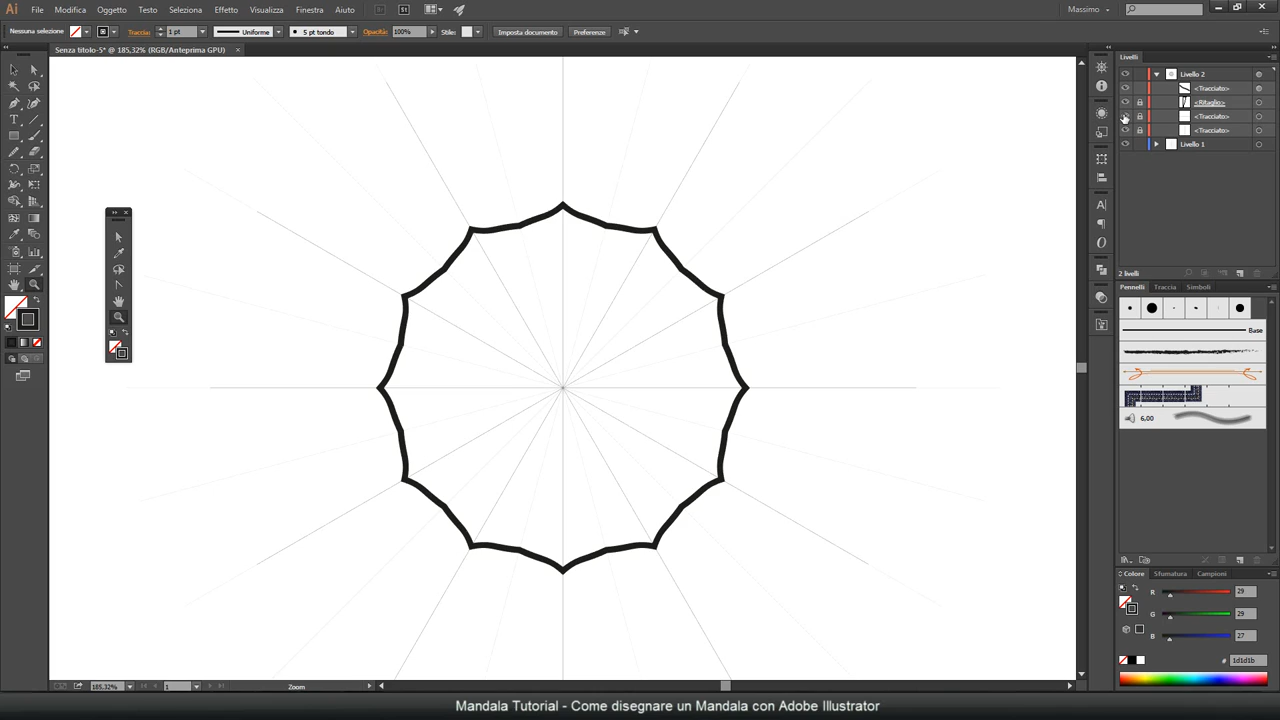 Ai File Modifica Oggetto Testo Seleziona Effetto Visualizza Finestra Aiuto Br St Massimo
Nessuna selezione Traccia: 1 pt Uniforme 5 pt tondo Opacità: 100% Stile: Imposta documento Preferenze
Senza titolo-5* @ 185,32% (RGB/Anteprima GPU)
Livelli
Livello 2
<Tracciato>
<Ritaglio>
<Tracciato>
<Tracciato>
Livello 1
2 livelli
Pennelli Traccia Simboli
Base
6,00
Colore Sfumatura Campioni
R 29
G 29
B 27
# 1d1d1b
185,32% 1 Zoom
Mandala Tutorial - Come disegnare un Mandala con Adobe Illustrator